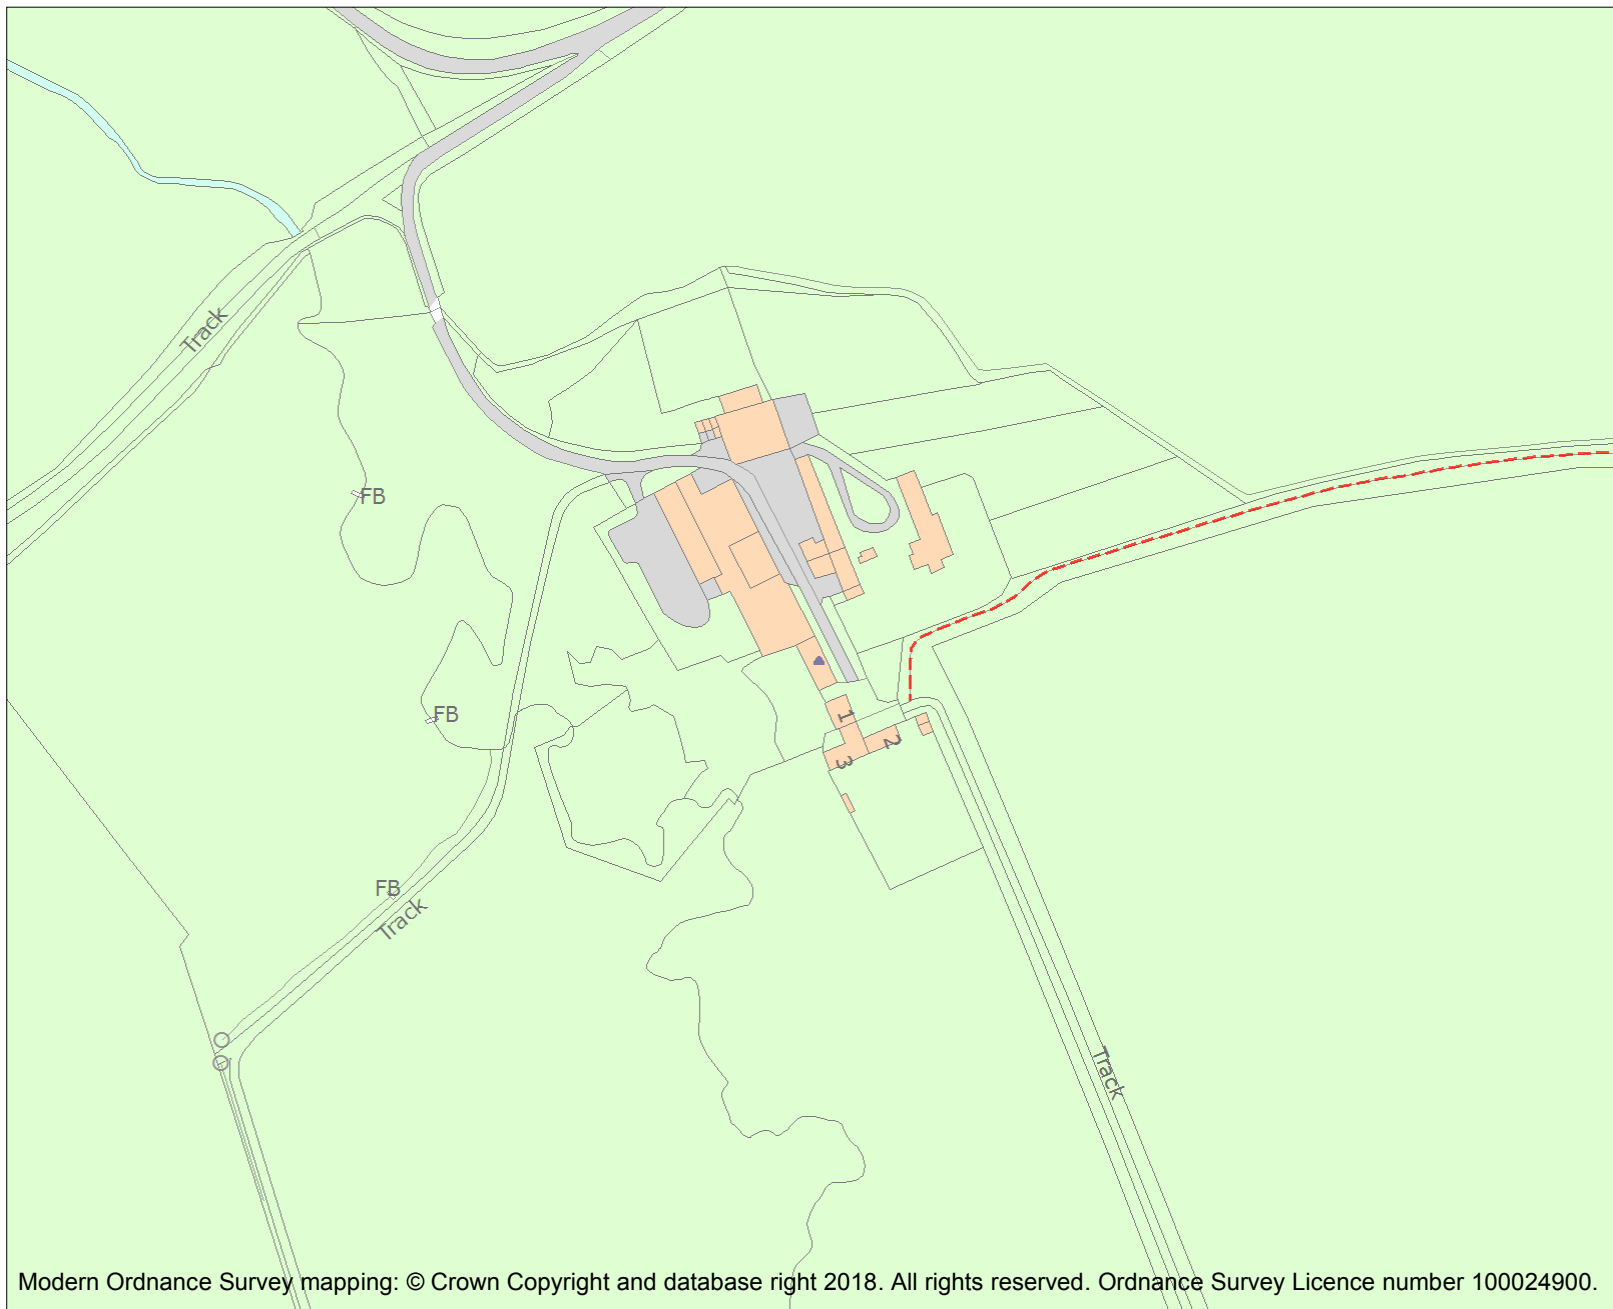 Track
FB
FB
1
2
3
FB
Track
Track
Modern Ordnance Survey mapping: © Crown Copyright and database right 2018. All rights reserved. Ordnance Survey Licence number 100024900.